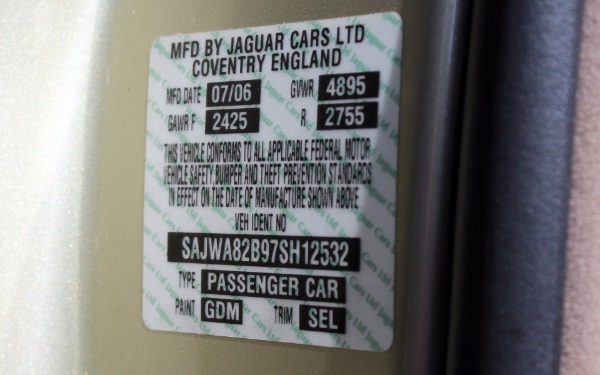 MFD BY JAGUAR CARS LTD
COVENTRY ENGLAND
MFD DATE 07/06 GVWR 4895
GAWR F 2425 R 2755
THIS VEHICLE CONFORMS TO ALL APPLICABLE FEDERAL MOTOR
VEHICLE SAFETY, BUMPER AND THEFT PREVENTION STANDARDS
IN EFFECT ON THE DATE OF MANUFACTURE SHOWN ABOVE
VEH IDENT NO
SAJWA82B97SH12532
TYPE PASSENGER CAR
PAINT GDM TRIM SEL